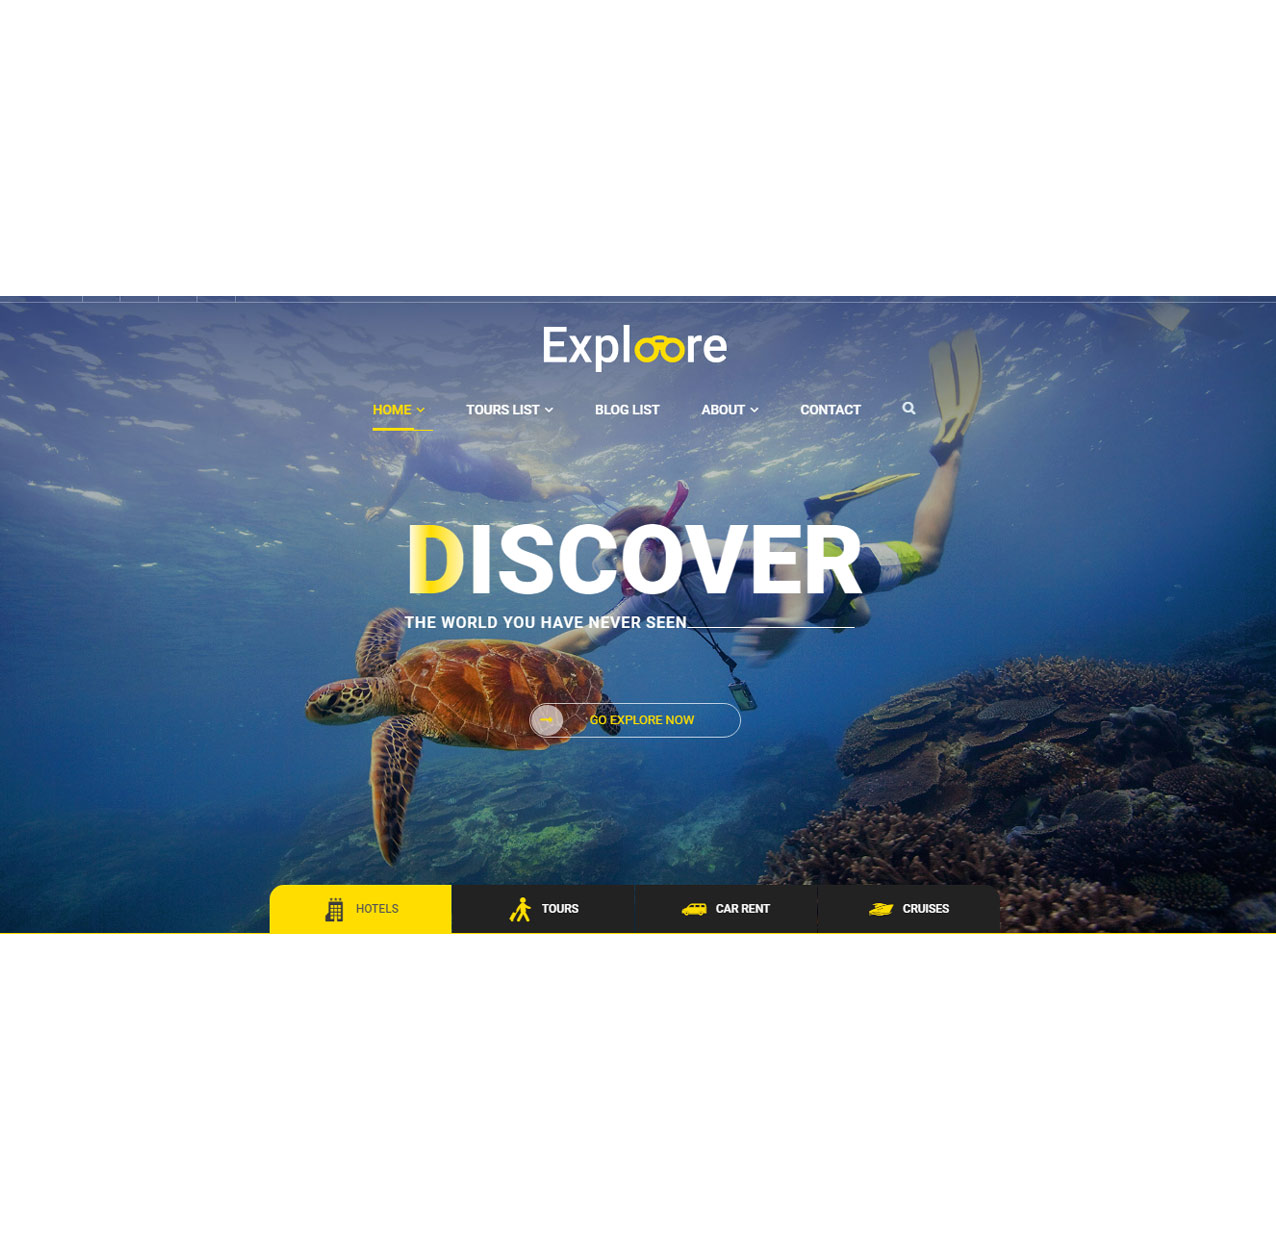 Exploore
HOME TOURS LIST BLOG LIST ABOUT CONTACT
DISCOVER
THE WORLD YOU HAVE NEVER SEEN
GO EXPLORE NOW
HOTELS TOURS CAR RENT CRUISES